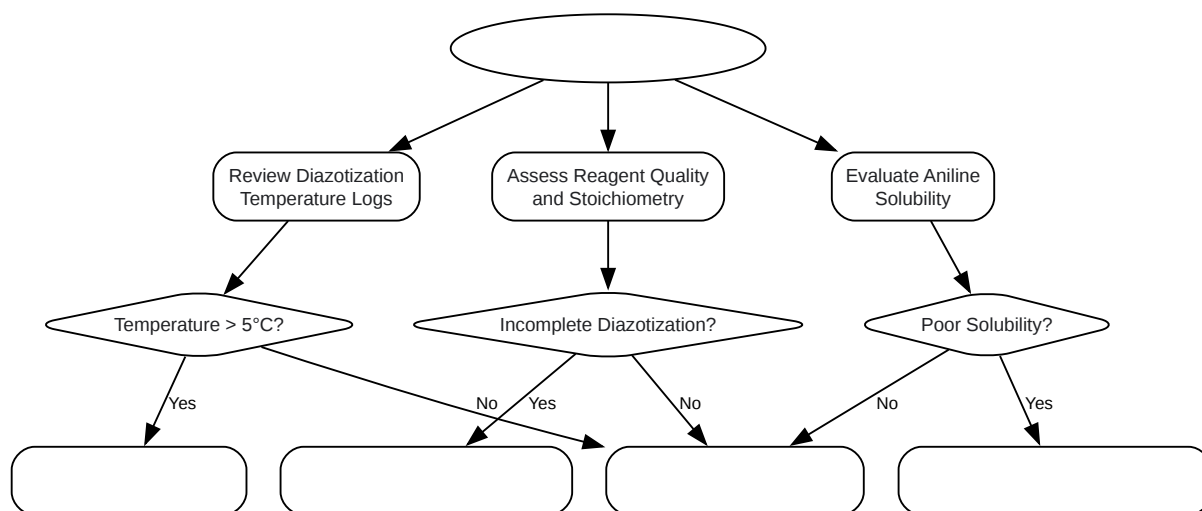 Review Diazotization
Temperature Logs
Assess Reagent Quality
and Stoichiometry
Evaluate Aniline
Solubility
Temperature > 5°C?
Incomplete Diazotization?
Poor Solubility?
Yes
No
Yes
No
No
Yes